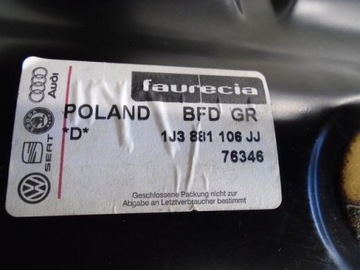 Audi
SEAT
faurecia
POLAND BFD GR
*D* 1J3 881 106 JJ
76346
Geschlossene Packung nicht zur
Abgabe an Letztverbraucher bestimmt